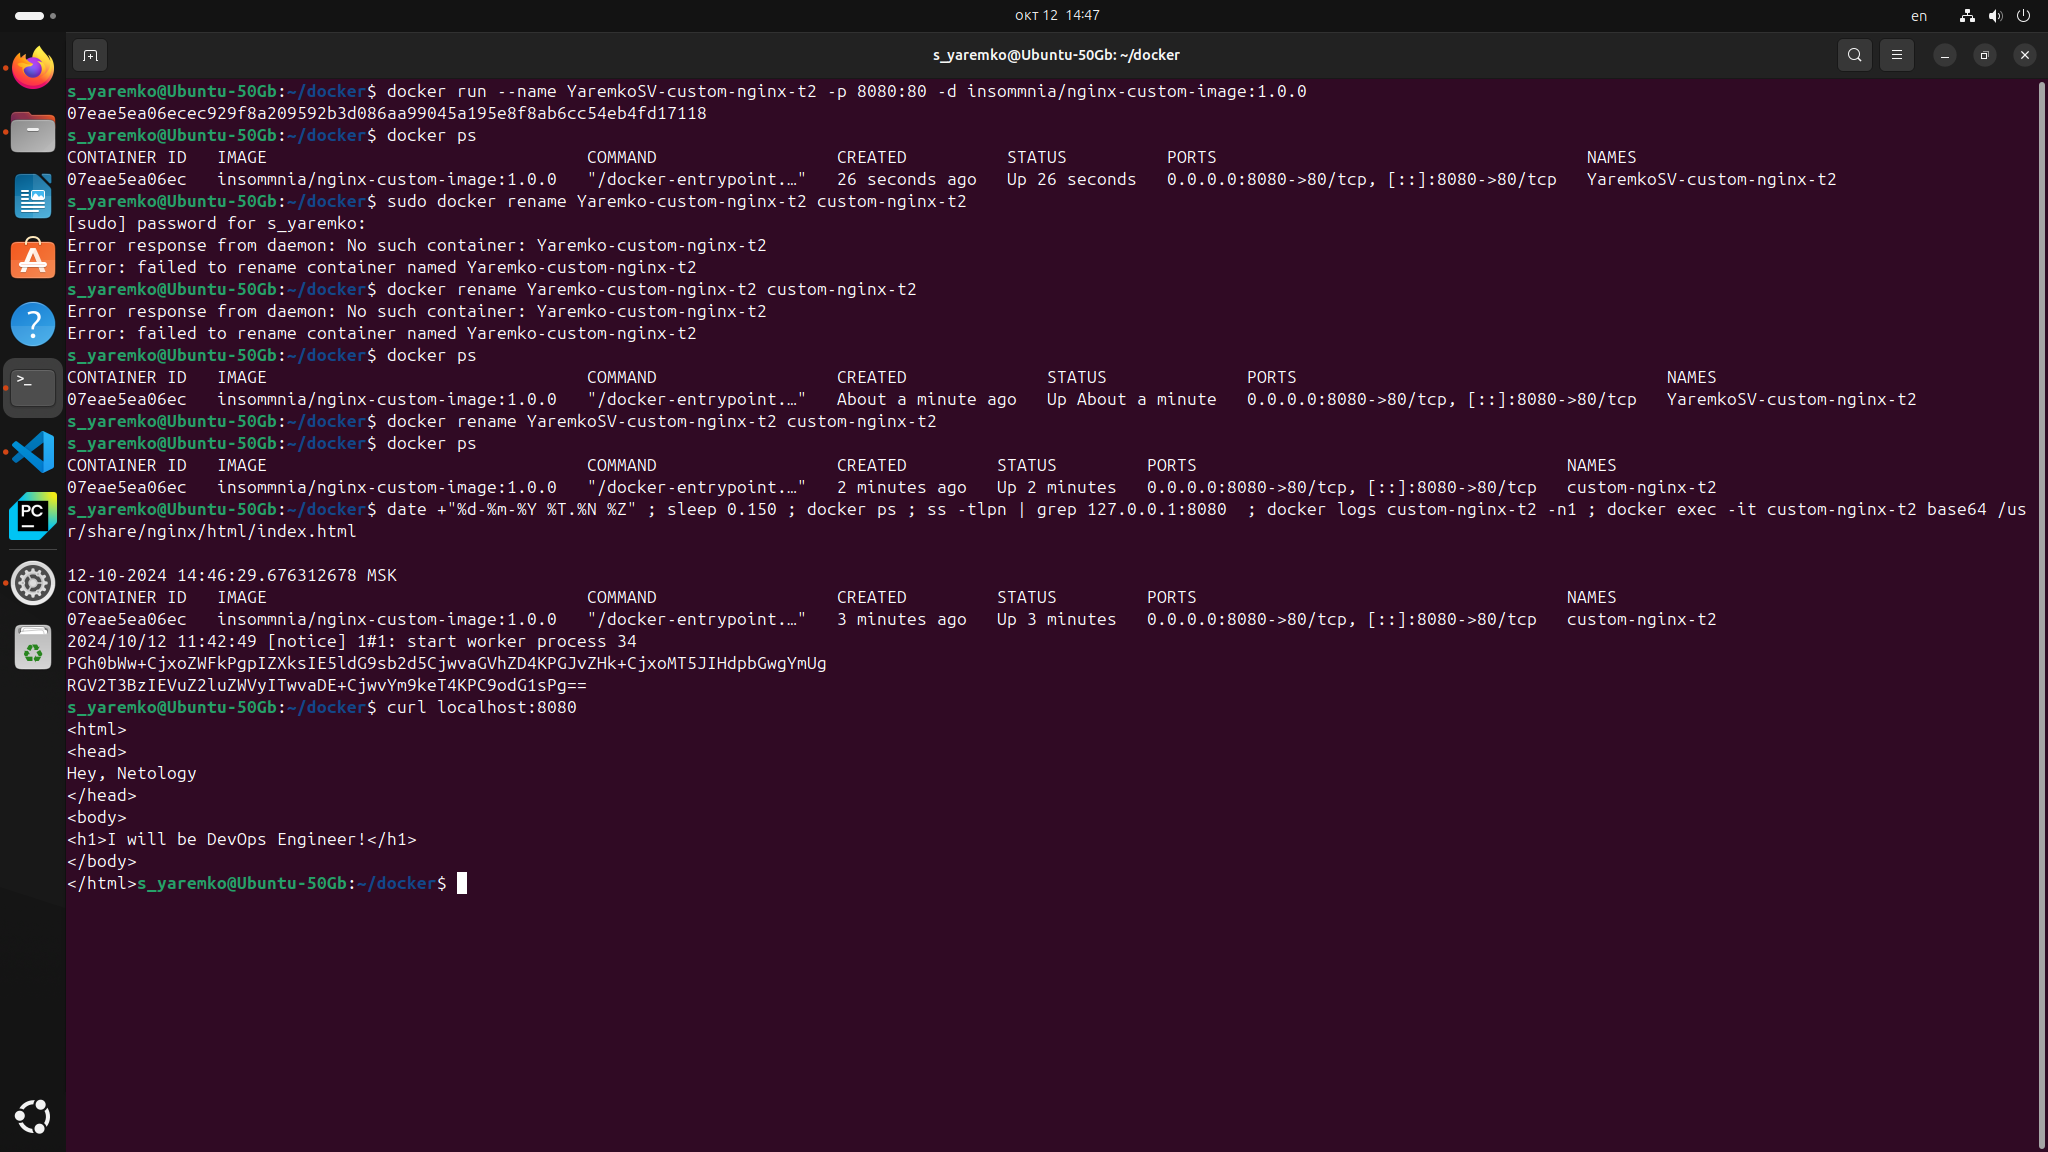 окт 12 14:47
en
s_yaremko@Ubuntu-50Gb: ~/docker
s_yaremko@Ubuntu-50Gb:~/docker$ docker run --name YaremkoSV-custom-nginx-t2 -p 8080:80 -d insommnia/nginx-custom-image:1.0.0
07eae5ea06ecec929f8a209592b3d086aa99045a195e8f8ab6cc54eb4fd17118
s_yaremko@Ubuntu-50Gb:~/docker$ docker ps
CONTAINER ID   IMAGE                                COMMAND                  CREATED          STATUS          PORTS                                     NAMES
07eae5ea06ec   insommnia/nginx-custom-image:1.0.0   "/docker-entrypoint.…"   26 seconds ago   Up 26 seconds   0.0.0.0:8080->80/tcp, [::]:8080->80/tcp   YaremkoSV-custom-nginx-t2
s_yaremko@Ubuntu-50Gb:~/docker$ sudo docker rename Yaremko-custom-nginx-t2 custom-nginx-t2
[sudo] password for s_yaremko:
Error response from daemon: No such container: Yaremko-custom-nginx-t2
Error: failed to rename container named Yaremko-custom-nginx-t2
s_yaremko@Ubuntu-50Gb:~/docker$ docker rename Yaremko-custom-nginx-t2 custom-nginx-t2
Error response from daemon: No such container: Yaremko-custom-nginx-t2
Error: failed to rename container named Yaremko-custom-nginx-t2
s_yaremko@Ubuntu-50Gb:~/docker$ docker ps
CONTAINER ID   IMAGE                                COMMAND                  CREATED              STATUS              PORTS                                     NAMES
07eae5ea06ec   insommnia/nginx-custom-image:1.0.0   "/docker-entrypoint.…"   About a minute ago   Up About a minute   0.0.0.0:8080->80/tcp, [::]:8080->80/tcp   YaremkoSV-custom-nginx-t2
s_yaremko@Ubuntu-50Gb:~/docker$ docker rename YaremkoSV-custom-nginx-t2 custom-nginx-t2
s_yaremko@Ubuntu-50Gb:~/docker$ docker ps
CONTAINER ID   IMAGE                                COMMAND                  CREATED         STATUS         PORTS                                     NAMES
07eae5ea06ec   insommnia/nginx-custom-image:1.0.0   "/docker-entrypoint.…"   2 minutes ago   Up 2 minutes   0.0.0.0:8080->80/tcp, [::]:8080->80/tcp   custom-nginx-t2
s_yaremko@Ubuntu-50Gb:~/docker$ date +"%d-%m-%Y %T.%N %Z" ; sleep 0.150 ; docker ps ; ss -tlpn | grep 127.0.0.1:8080  ; docker logs custom-nginx-t2 -n1 ; docker exec -it custom-nginx-t2 base64 /us
r/share/nginx/html/index.html
12-10-2024 14:46:29.676312678 MSK
CONTAINER ID   IMAGE                                COMMAND                  CREATED         STATUS         PORTS                                     NAMES
07eae5ea06ec   insommnia/nginx-custom-image:1.0.0   "/docker-entrypoint.…"   3 minutes ago   Up 3 minutes   0.0.0.0:8080->80/tcp, [::]:8080->80/tcp   custom-nginx-t2
2024/10/12 11:42:49 [notice] 1#1: start worker process 34
PGh0bWw+CjxoZWFkPgpIZXksIE5ldG9sb2d5CjwvaGVhZD4KPGJvZHk+CjxoMT5JIHdpbGwgYmUg
RGV2T3BzIEVuZ2luZWVyITwvaDE+CjwvYm9keT4KPC9odG1sPg==
s_yaremko@Ubuntu-50Gb:~/docker$ curl localhost:8080
<html>
<head>
Hey, Netology
</head>
<body>
<h1>I will be DevOps Engineer!</h1>
</body>
</html>s_yaremko@Ubuntu-50Gb:~/docker$